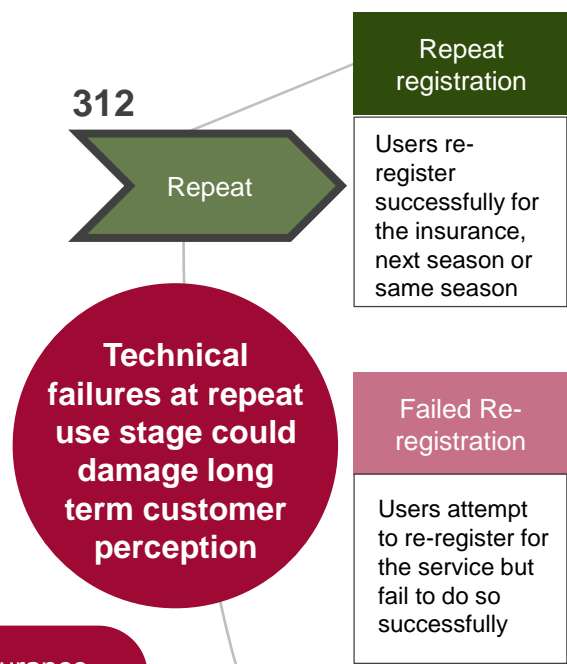 312
Repeat
Repeat
registration
Users re-
register
successfully for
the insurance,
next season or
same season
Technical
failures at repeat
use stage could
damage long
term customer
perception
Failed Re-
registration
Users attempt
to re-register for
the service but
fail to do so
successfully